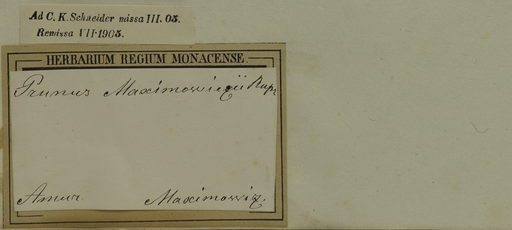 Ad C. K. Schneider missa III. 05.
Remissa VII·1905.
HERBARIUM REGIUM MONACENSE
Prunus Maximowiczii Rupr
Amur. Maximowicz.